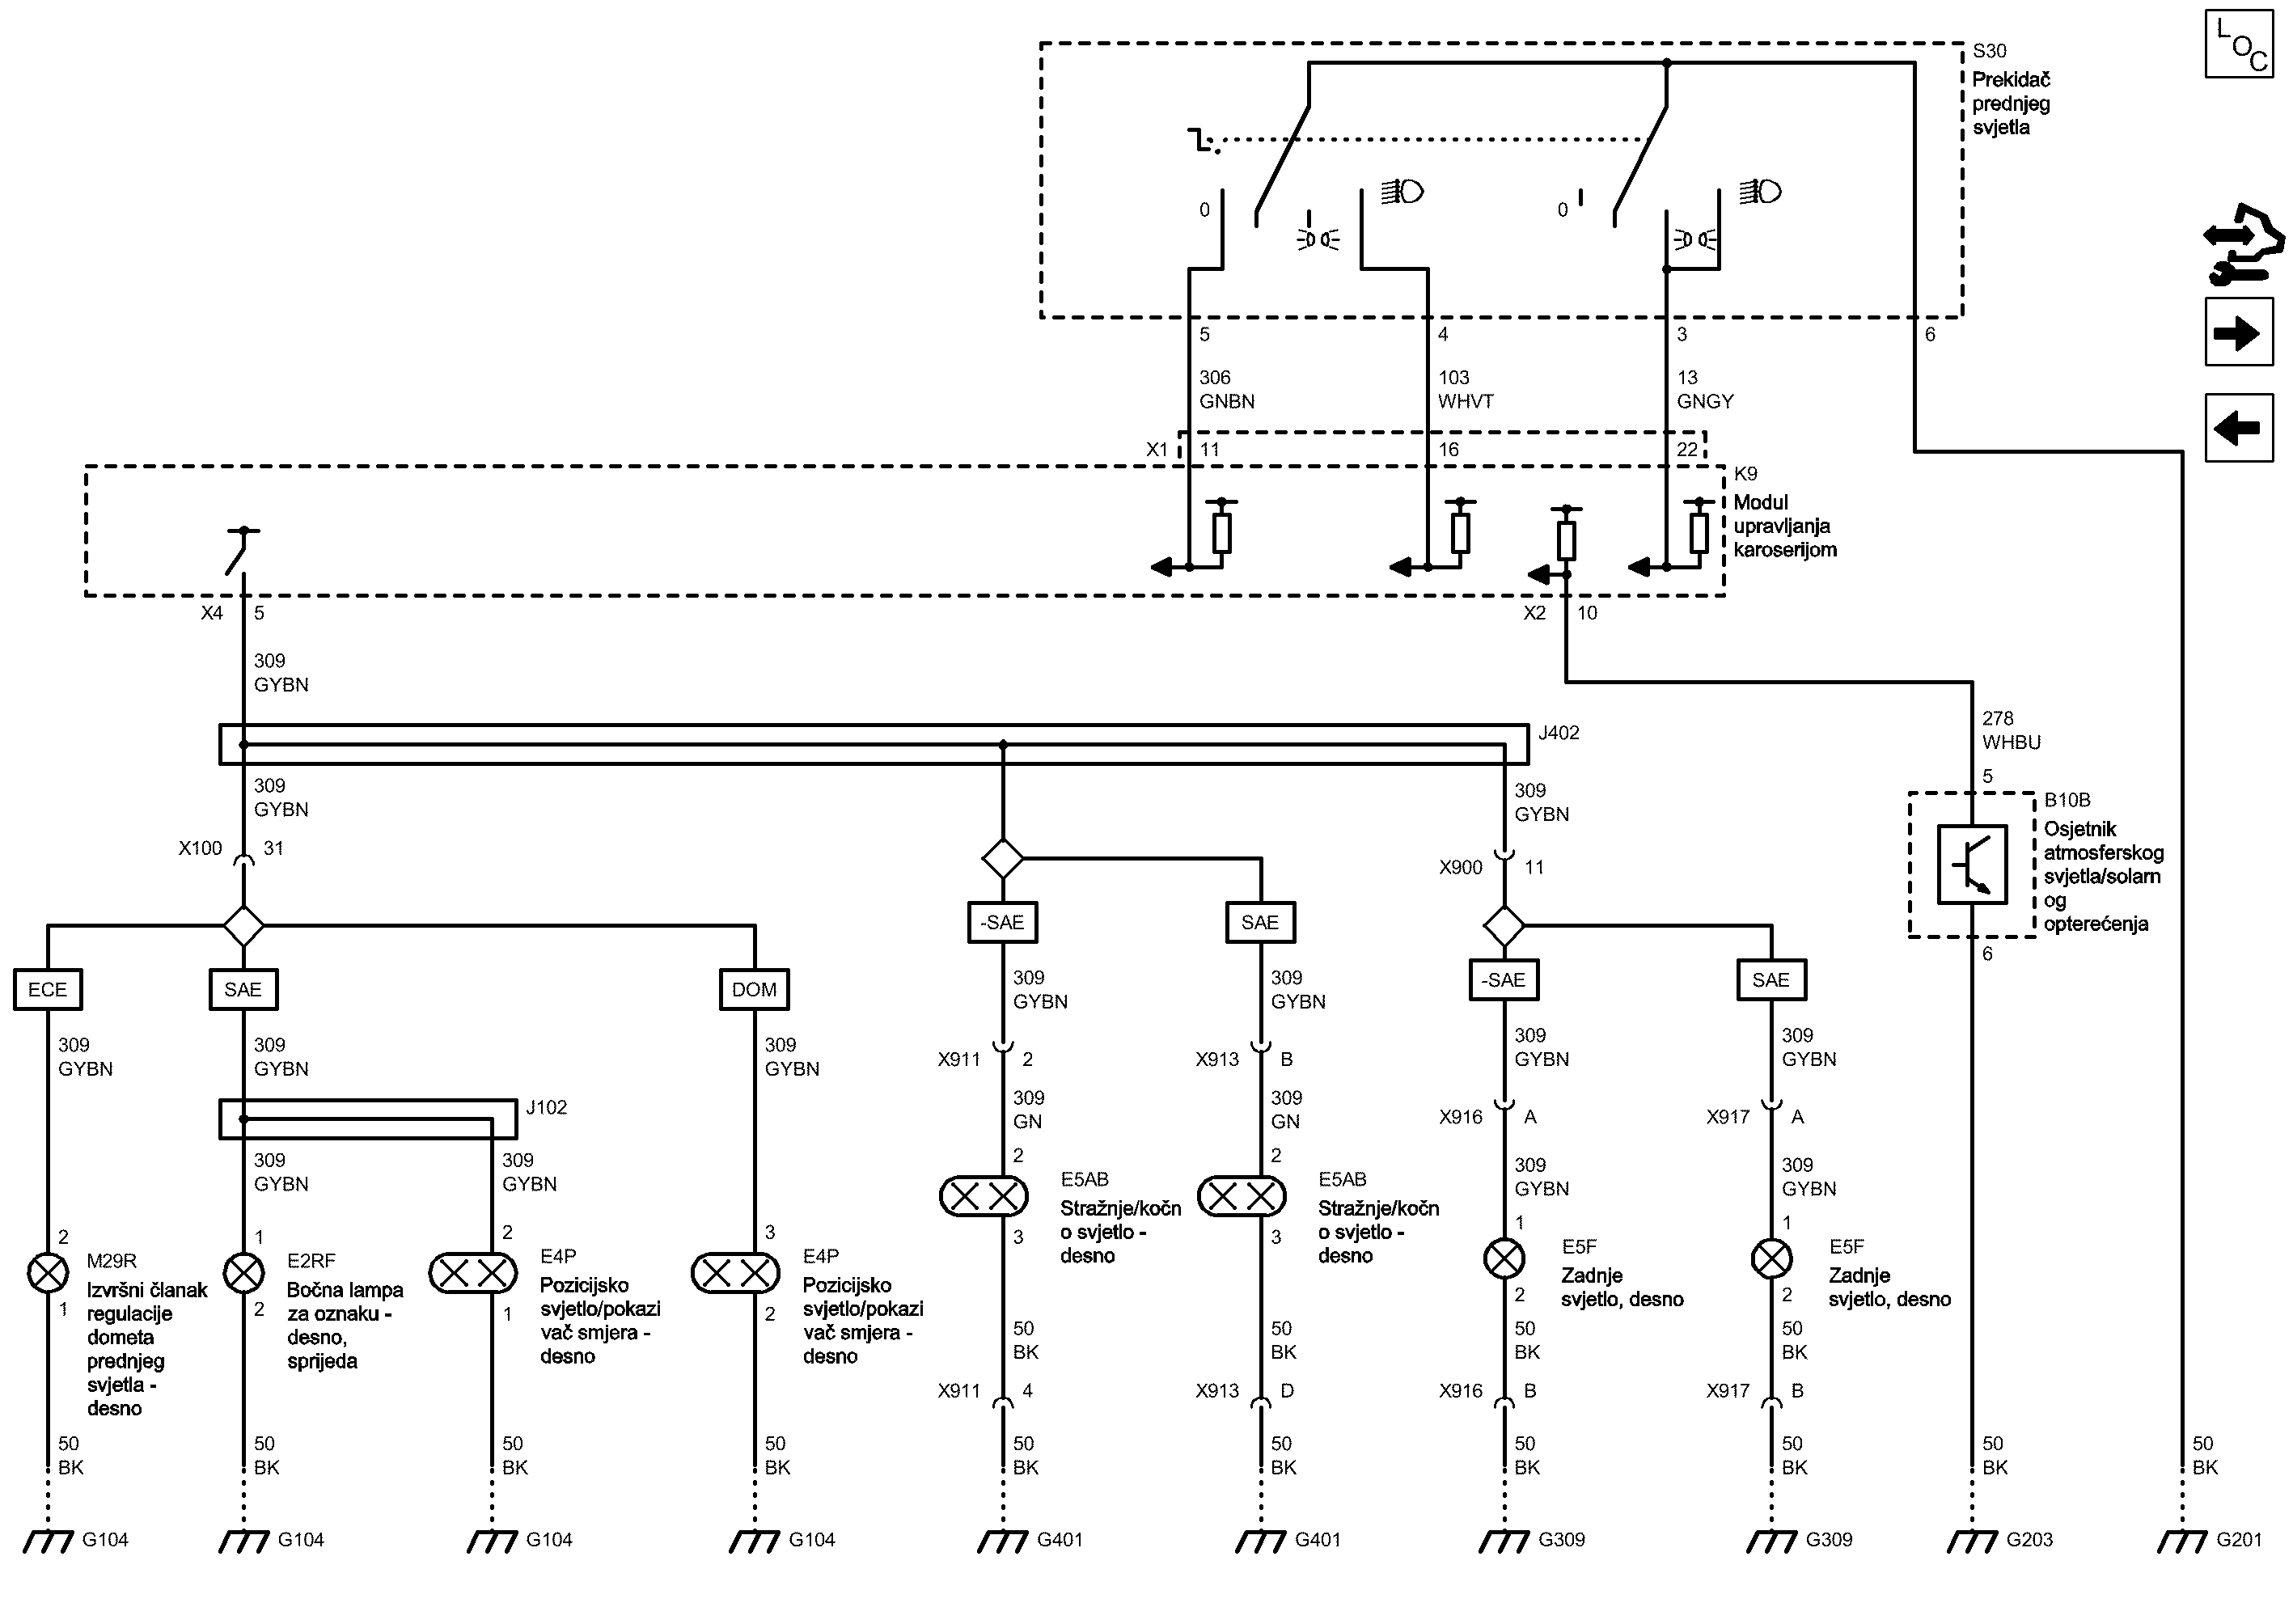 LOC
S30
Prekidač
prednjeg
svjetla
0
0
5
4
3
6
306
GNBN
103
WHVT
13
GNGY
X1
11
16
22
K9
Modul
upravljanja
karoserijom
X4
5
X2
10
309
GYBN
J402
278
WHBU
309
GYBN
309
GYBN
5
B10B
Osjetnik
atmosferskog
svjetla/solarn
og
opterećenja
6
X100
31
X900
11
-SAE
SAE
ECE
SAE
DOM
-SAE
SAE
309
GYBN
309
GYBN
309
GYBN
309
GYBN
309
GYBN
309
GYBN
309
GYBN
X911
2
X913
B
J102
309
GN
309
GN
X916
A
X917
A
309
GYBN
309
GYBN
2
2
309
GYBN
309
GYBN
E5AB
Stražnje/kočn
o svjetlo -
desno
E5AB
Stražnje/kočn
o svjetlo -
desno
3
3
2
M29R
Izvršni članak
regulacije
dometa
prednjeg
svjetla -
desno
1
1
E2RF
Bočna lampa
za oznaku -
desno,
sprijeda
2
2
E4P
Pozicijsko
svjetlo/pokazi
vač smjera -
desno
1
3
E4P
Pozicijsko
svjetlo/pokazi
vač smjera -
desno
2
1
E5F
Zadnje
svjetlo, desno
2
1
E5F
Zadnje
svjetlo, desno
2
50
BK
50
BK
50
BK
50
BK
X911
4
X913
D
X916
B
X917
B
50
BK
50
BK
50
BK
50
BK
50
BK
50
BK
50
BK
50
BK
50
BK
50
BK
G104
G104
G104
G104
G401
G401
G309
G309
G203
G201